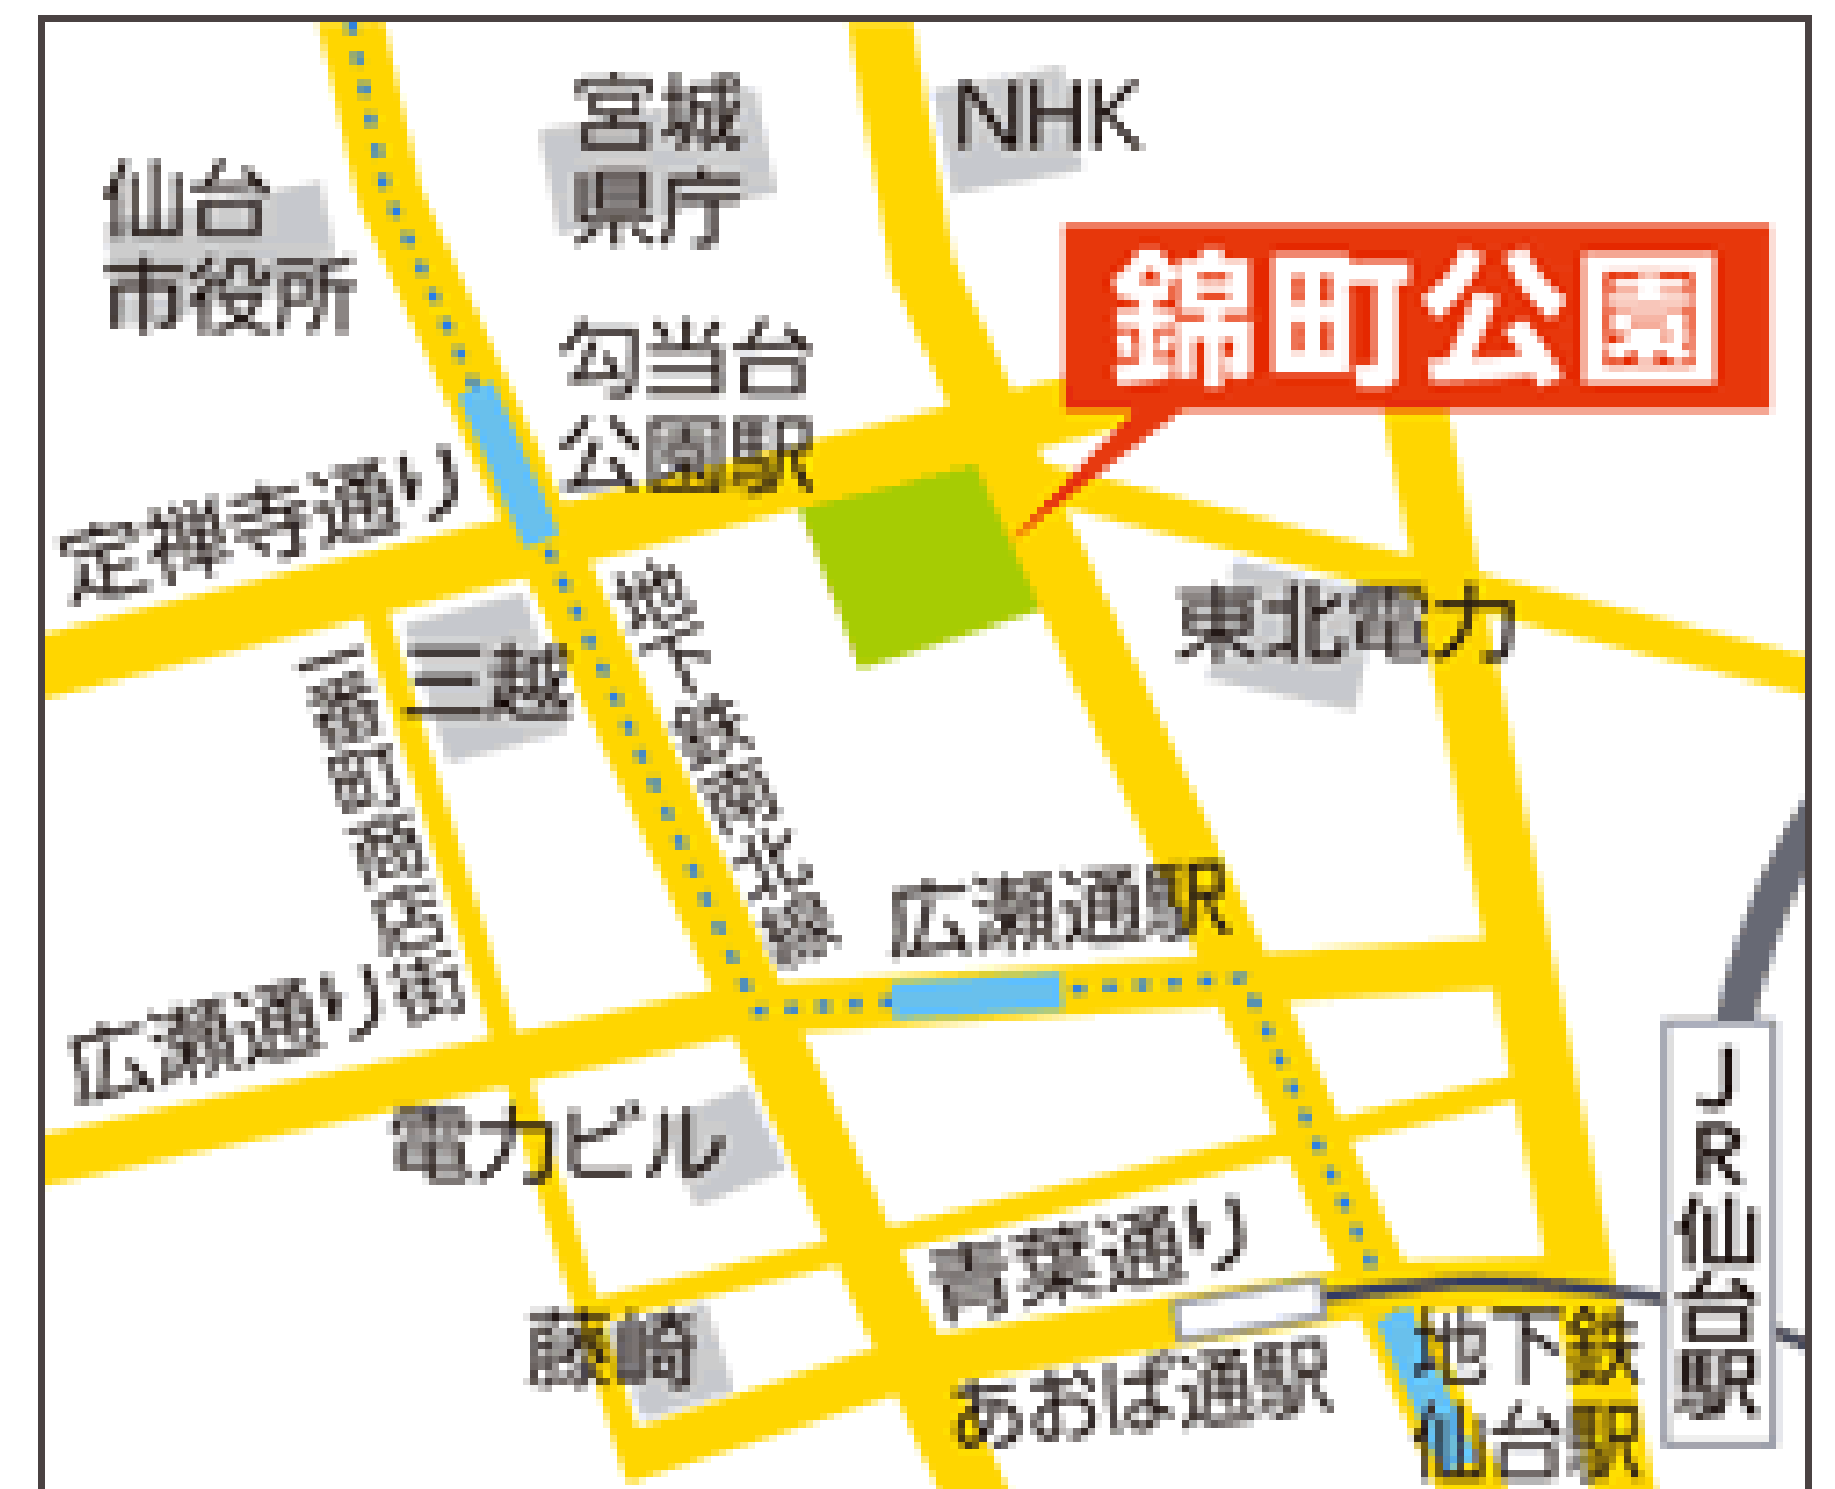 宮城
県庁
NHK
仙台
市役所
錦町公園
勾当台
公園駅
定禅寺通り
地下鉄南北線
東北電力
三越
一番町商店街
広瀬通駅
広瀬通り
JR仙台駅
電力ビル
青葉通り
藤崎
あおば通駅
地下鉄
仙台駅